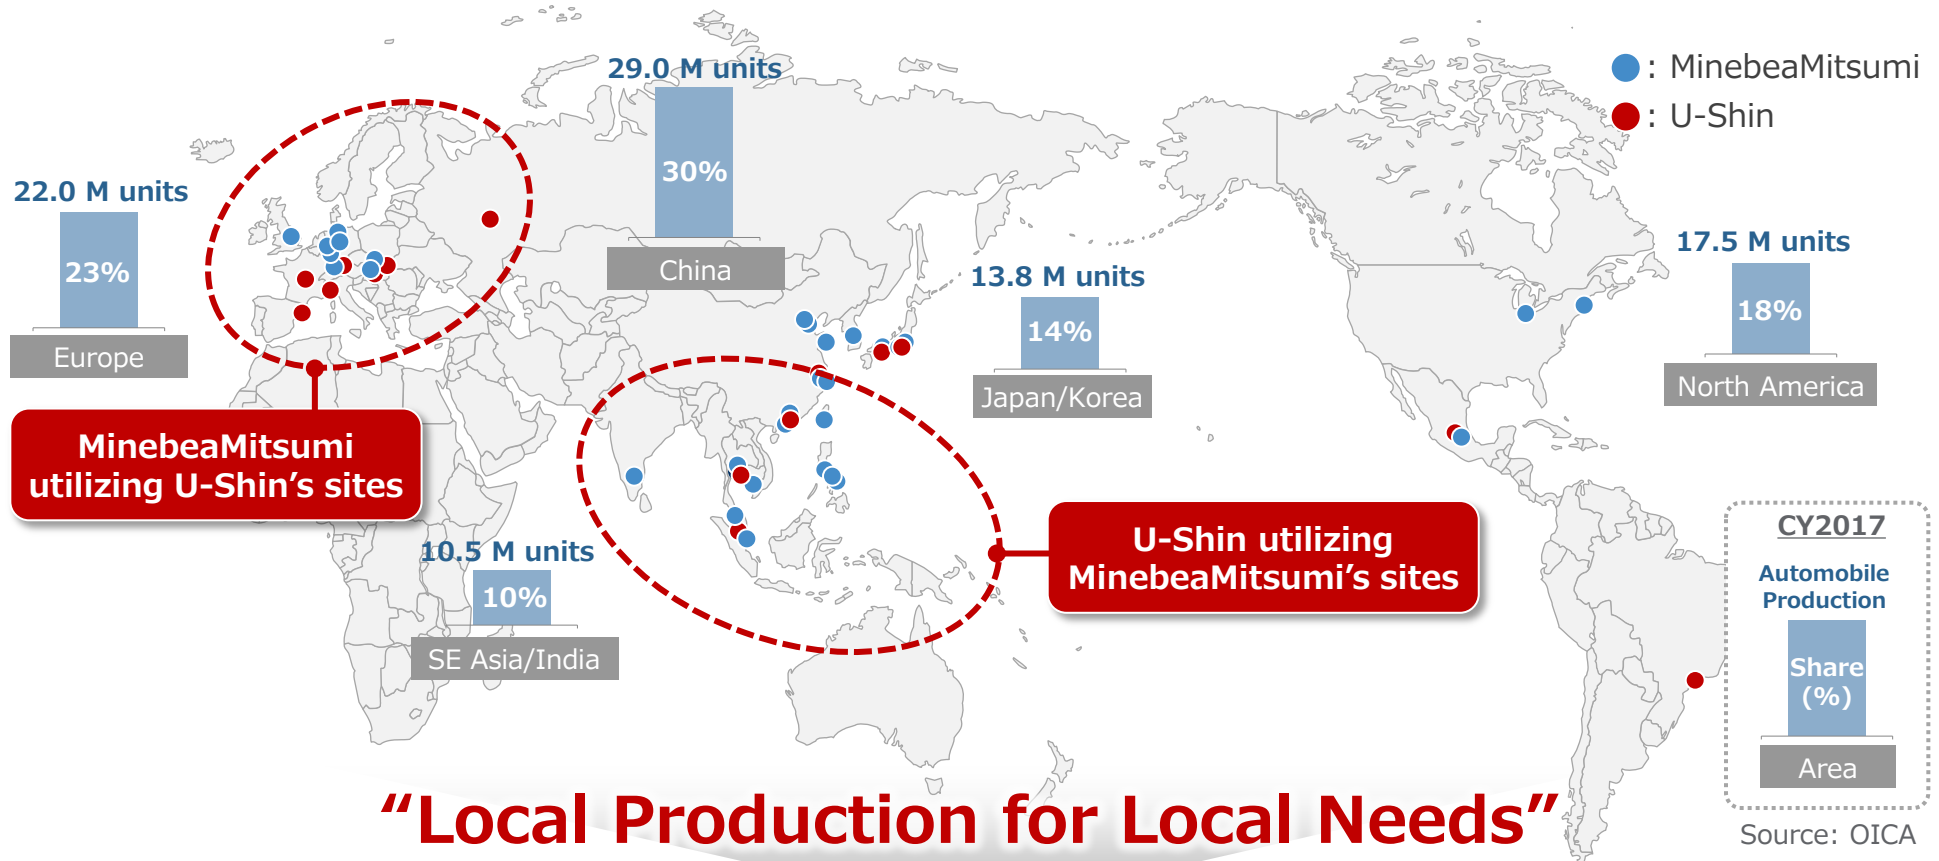 29.0 M units
30%
China
: MinebeaMitsumi
: U-Shin
22.0 M units
23%
Europe
13.8 M units
14%
Japan/Korea
17.5 M units
18%
North America
MinebeaMitsumi
utilizing U-Shin’s sites
10.5 M units
10%
SE Asia/India
U-Shin utilizing
MinebeaMitsumi’s sites
CY2017
Automobile
Production
Share
(%)
Area
“Local Production for Local Needs”
Source: OICA